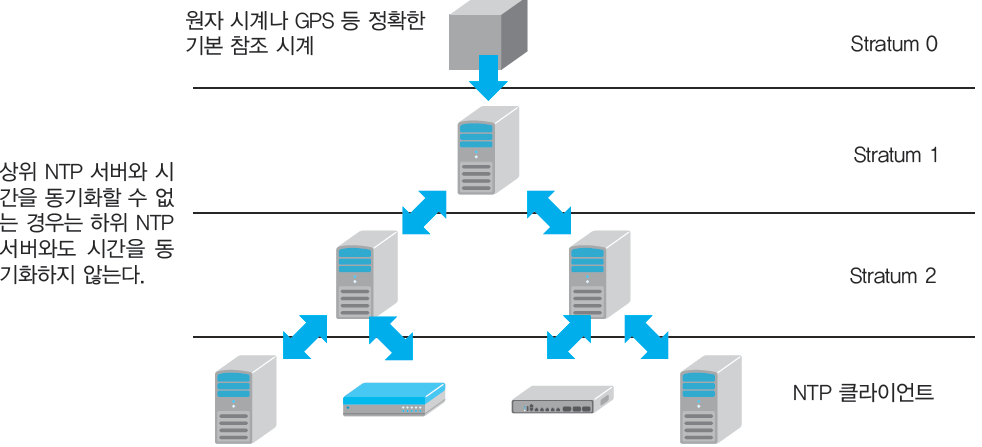 원자 시계나 GPS 등 정확한
기본 참조 시계
Stratum 0
Stratum 1
상위 NTP 서버와 시
간을 동기화할 수 없
는 경우는 하위 NTP
서버와도 시간을 동
기화하지 않는다.
Stratum 2
NTP 클라이언트